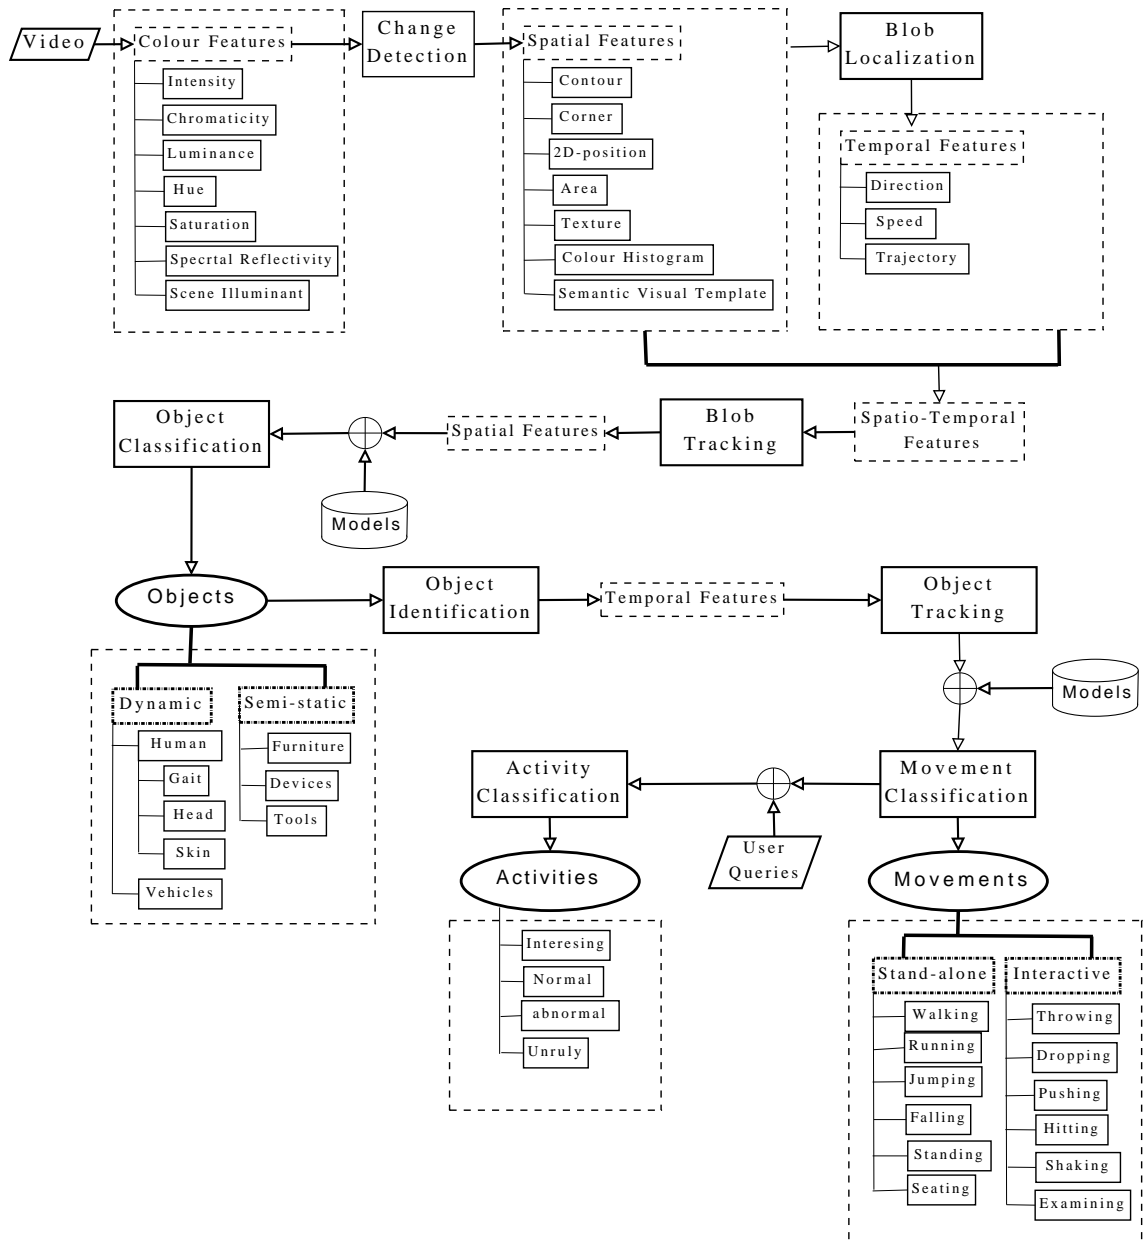 Video
Colour Features
Intensity
Chromaticity
Luminance
Hue
Saturation
Specrtal Reflectivity
Scene Illuminant
Change
Detection
Spatial Features
Contour
Corner
2D-position
Area
Texture
Colour Histogram
Semantic Visual Template
Blob
Localization
Temporal Features
Direction
Speed
Trajectory
Spatio-Temporal
Features
Blob
Tracking
Spatial Features
Models
Object
Classification
Objects
Dynamic
Human
Gait
Head
Skin
Vehicles
Semi-static
Furniture
Devices
Tools
Object
Identification
Temporal Features
Object
Tracking
Models
Movement
Classification
User
Queries
Activity
Classification
Activities
Interesing
Normal
abnormal
Unruly
Movements
Stand-alone
Walking
Running
Jumping
Falling
Standing
Seating
Interactive
Throwing
Dropping
Pushing
Hitting
Shaking
Examining